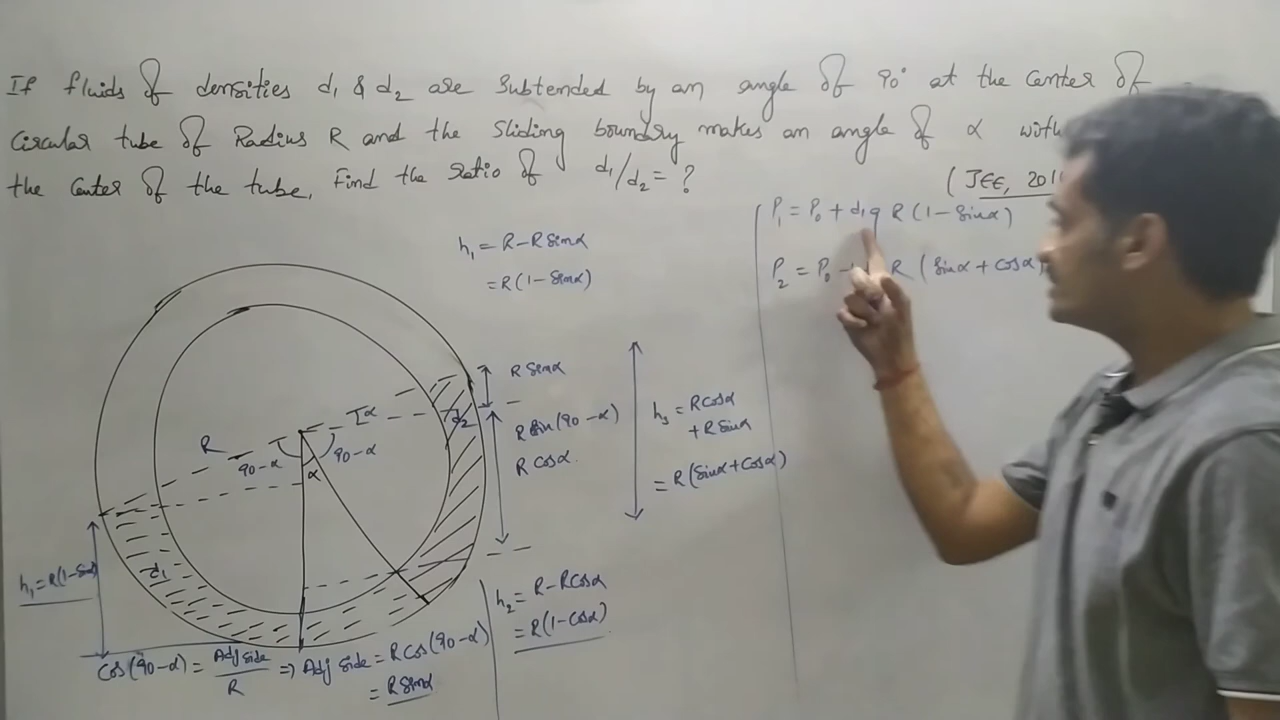 If fluids of densities d₁ & d₂ are Subtended by an angle of 90° at the Center of
Circular tube of Radius R and the Sliding boundary makes an angle of α with
the Center of the tube. Find the ratio of d₁/d₂ = ?
(JEE, 201
h₁ = R - R Sinα
= R(1 - Sinα)
P₁ = P₀ + d₁g R (1 - Sinα)
P₂ = P₀ R (Sinα + Cosα)
R Sinα
R Sin(90 - α)
R Cosα
h₃ = R Cosα
+ R Sinα
= R(Sinα + Cosα)
α
d₂
R
90-α
90-α
α
d₁
h₁ = R(1 - Sinα)
h₂ = R - R Cosα
= R(1 - Cosα)
Cos(90 - α) = Adj Side / R => Adj Side = R Cos(90 - α)
= R Sinα